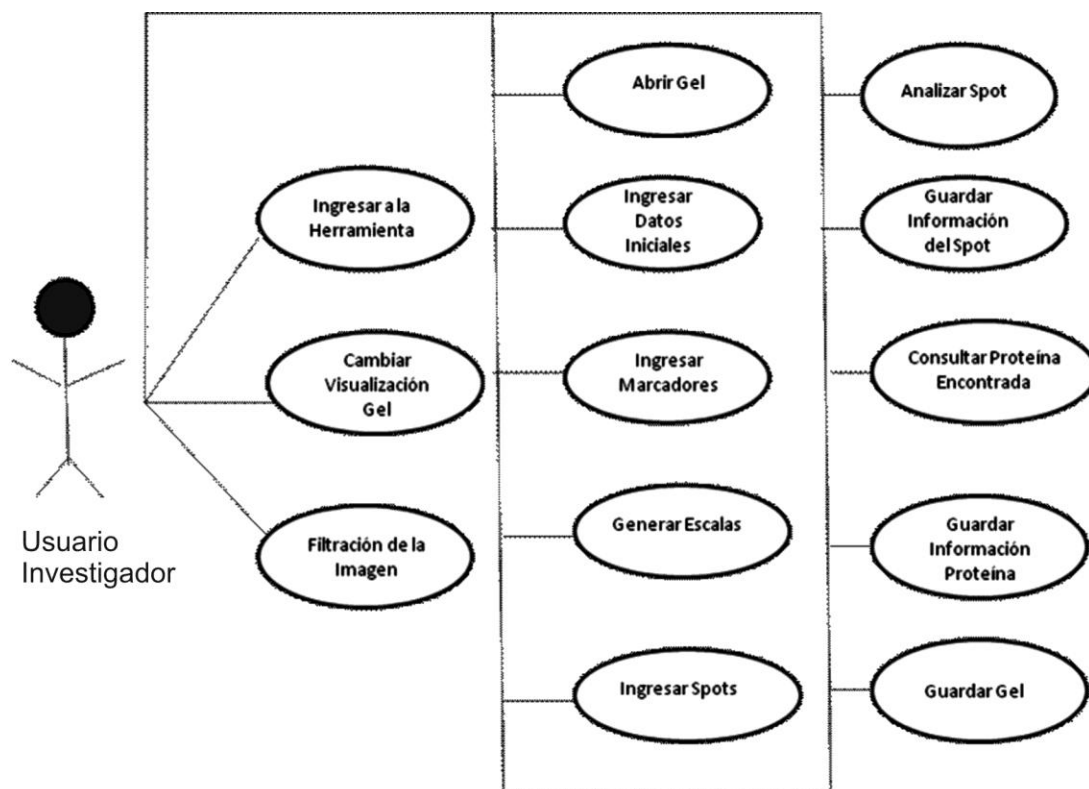 Usuario
Investigador
Ingresar a la
Herramienta
Cambiar
Visualización
Gel
Filtración de la
Imagen
Abrir Gel
Ingresar
Datos
Iniciales
Ingresar
Marcadores
Generar Escalas
Ingresar Spots
Analizar Spot
Guardar
Información
del Spot
Consultar Proteína
Encontrada
Guardar
Información
Proteína
Guardar Gel